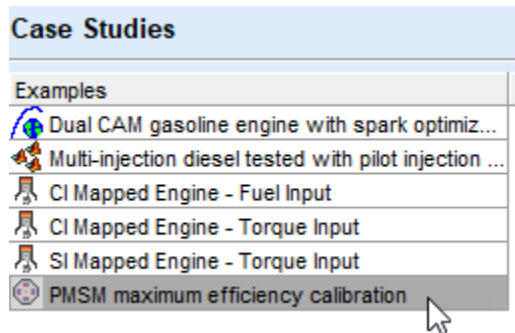 Case Studies
Examples
Dual CAM gasoline engine with spark optimiz...
Multi-injection diesel tested with pilot injection ...
CI Mapped Engine - Fuel Input
CI Mapped Engine - Torque Input
SI Mapped Engine - Torque Input
PMSM maximum efficiency calibration